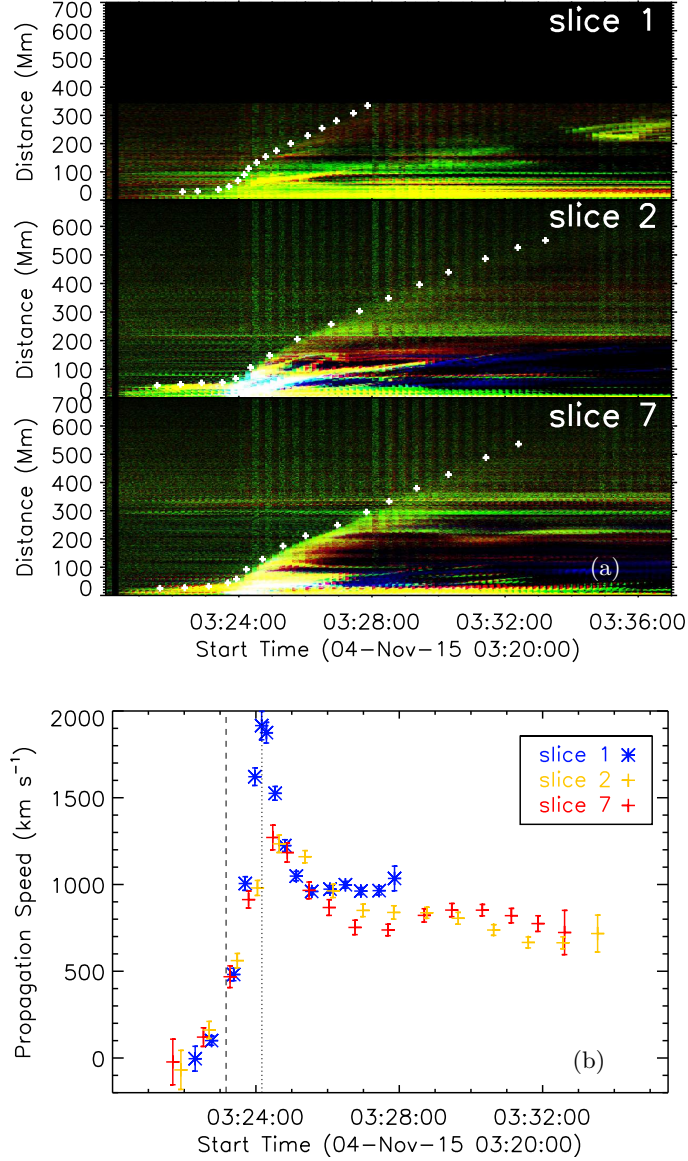 700
600
500
400
300
200
100
0
Distance (Mm)
slice 1
600
500
400
300
200
100
0
Distance (Mm)
slice 2
700
600
500
400
300
200
100
0
Distance (Mm)
slice 7
(a)
03:24:00 03:28:00 03:32:00 03:36:00
Start Time (04-Nov-15 03:20:00)
2000
1500
1000
500
0
Propagation Speed (km s⁻¹)
slice 1
slice 2
slice 7
(b)
03:24:00 03:28:00 03:32:00
Start Time (04-Nov-15 03:20:00)